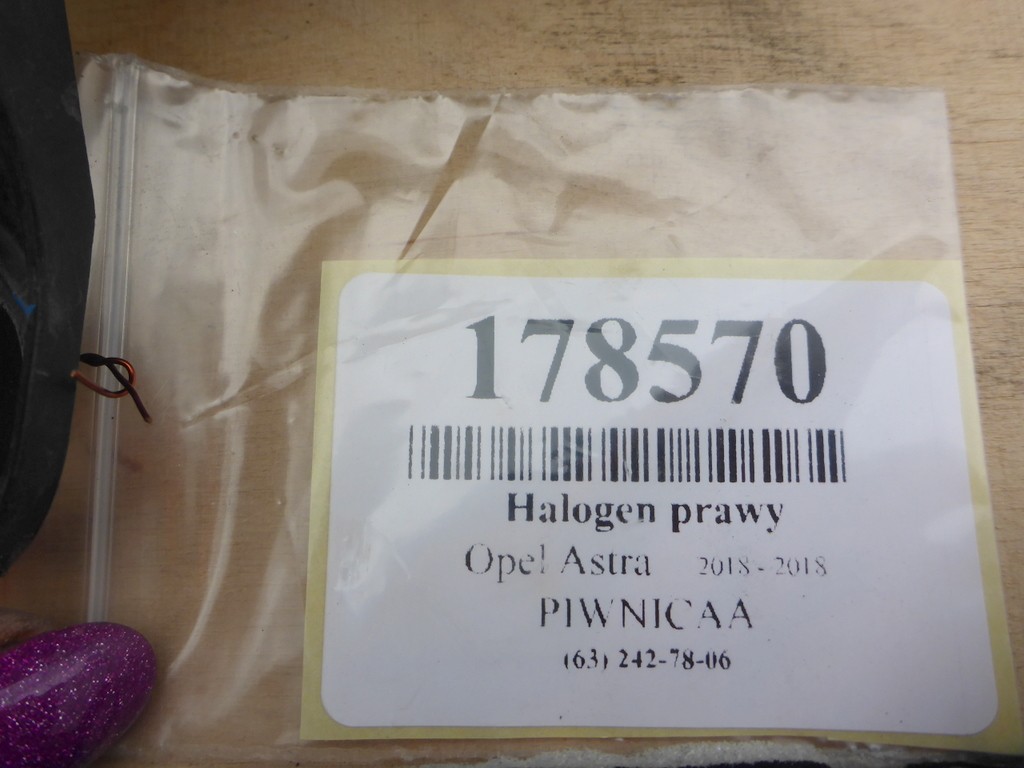 178570
Halogen prawy
Opel Astra 2018 - 2018
PIWNICAA
(63) 242-78-06